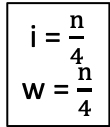 i = n/4
w = n/4